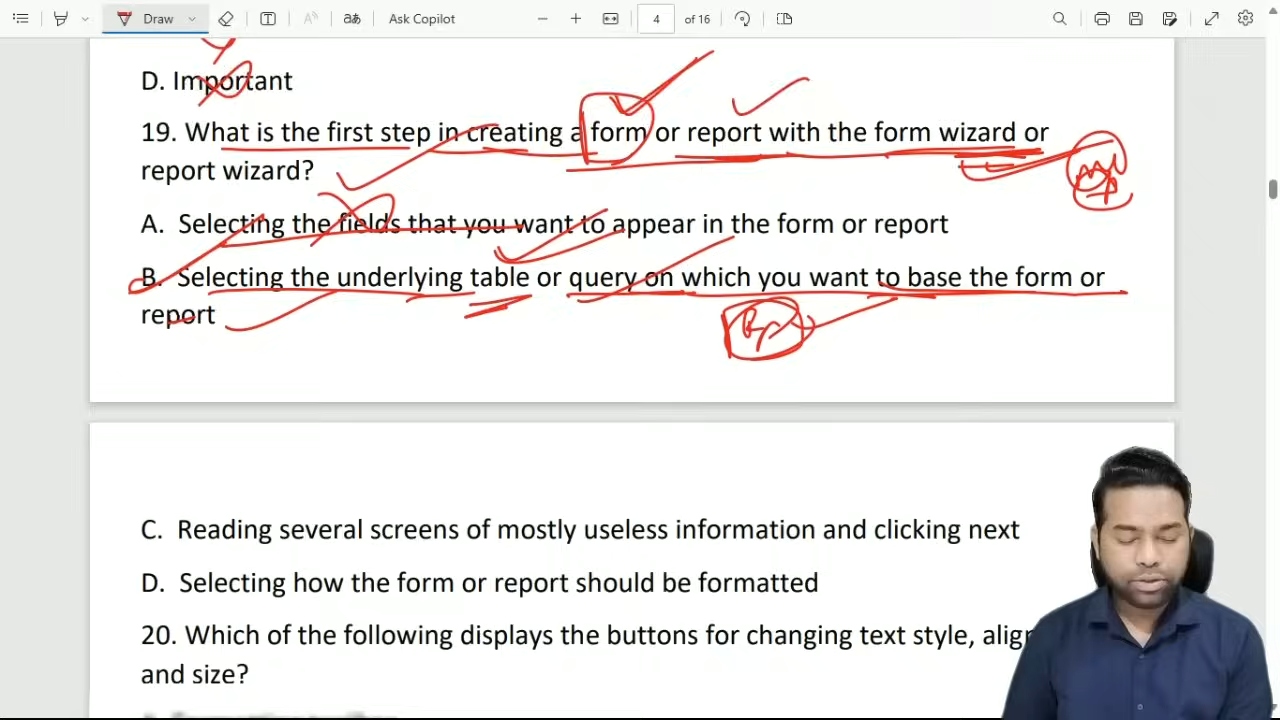 Draw
Ask Copilot
4 of 16
D. Important
19. What is the first step in creating a form or report with the form wizard or
report wizard?
A. Selecting the fields that you want to appear in the form or report
B. Selecting the underlying table or query on which you want to base the form or
report
C. Reading several screens of mostly useless information and clicking next
D. Selecting how the form or report should be formatted
20. Which of the following displays the buttons for changing text style,
and size?